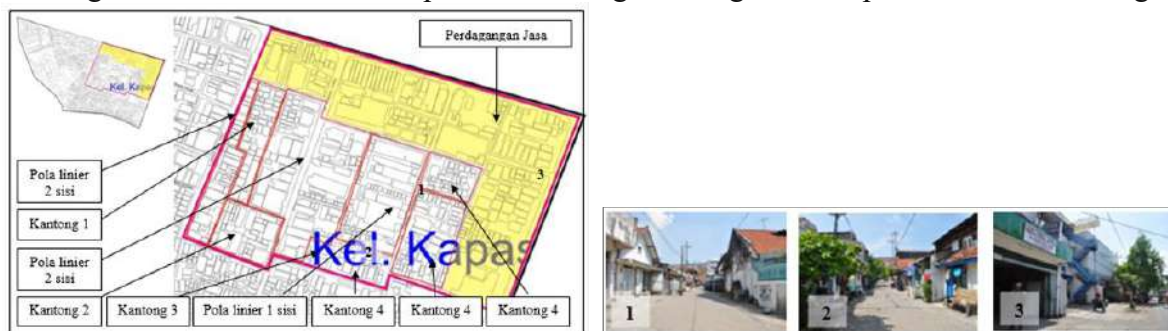 Kel. Kapas
Perdagangan Jasa
Pola linier
2 sisi
Kantong 1
Pola linier
2 sisi
Kantong 2
Kantong 3
Pola linier 1 sisi
Kantong 4
Kantong 4
Kantong 4
1
2
3
Kel. Kapas
1
2
3